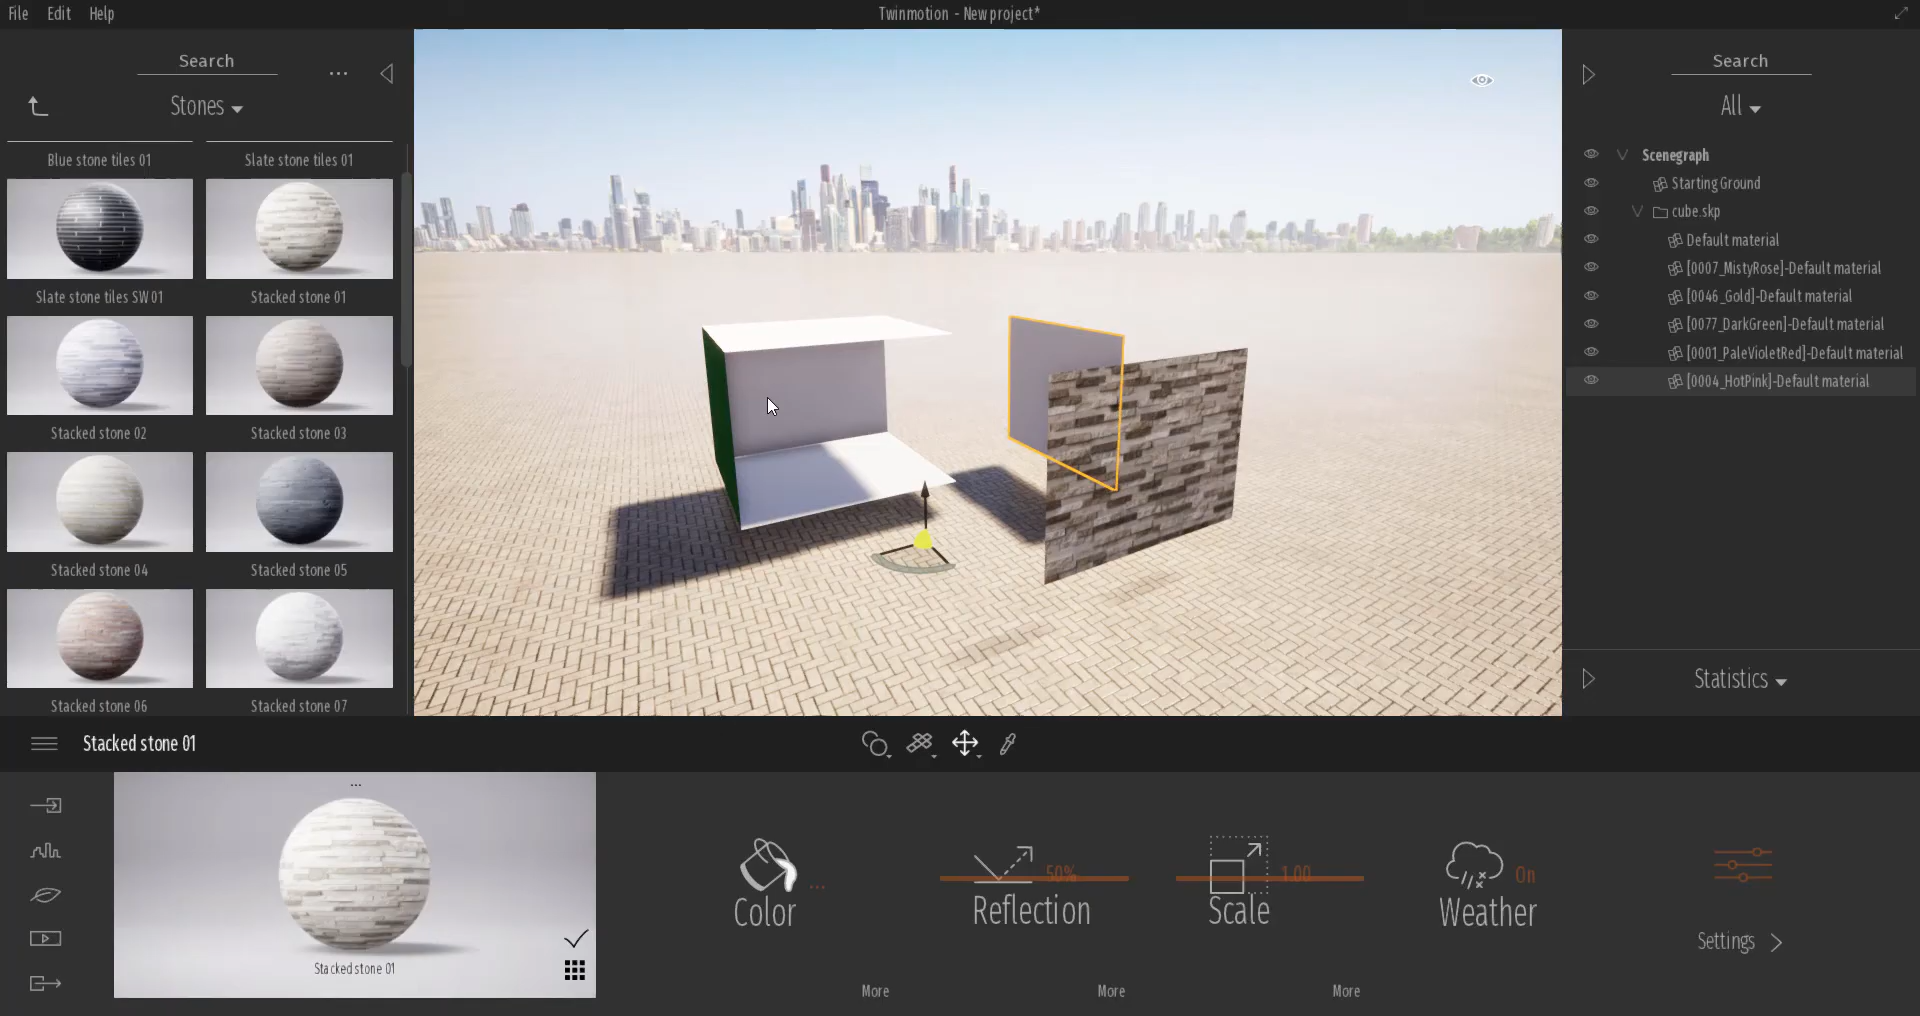 File Edit Help
Twinmotion - New project*
Search
...
Stones
Blue stone tiles 01
Slate stone tiles 01
Slate stone tiles SW 01
Stacked stone 01
Stacked stone 02
Stacked stone 03
Stacked stone 04
Stacked stone 05
Stacked stone 06
Stacked stone 07
Search
All
Scenegraph
Starting Ground
cube.skp
Default material
[0007_MistyRose]-Default material
[0046_Gold]-Default material
[0077_DarkGreen]-Default material
[0001_PaleVioletRed]-Default material
[0004_HotPink]-Default material
Statistics
Stacked stone 01
...
Stacked stone 01
...
Color
More
50%
Reflection
More
1.00
Scale
More
On
Weather
Settings